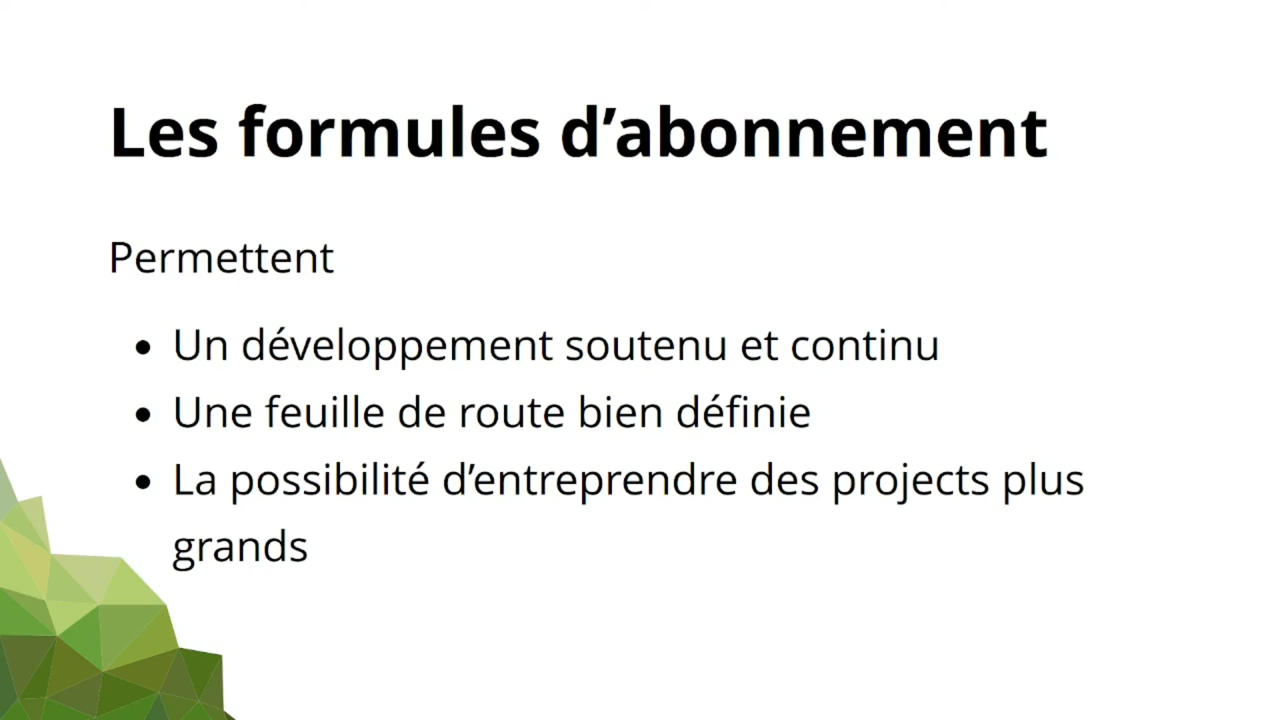 Les formules d’abonnement
Permettent
• Un développement soutenu et continu
• Une feuille de route bien définie
• La possibilité d’entreprendre des projects plus
grands